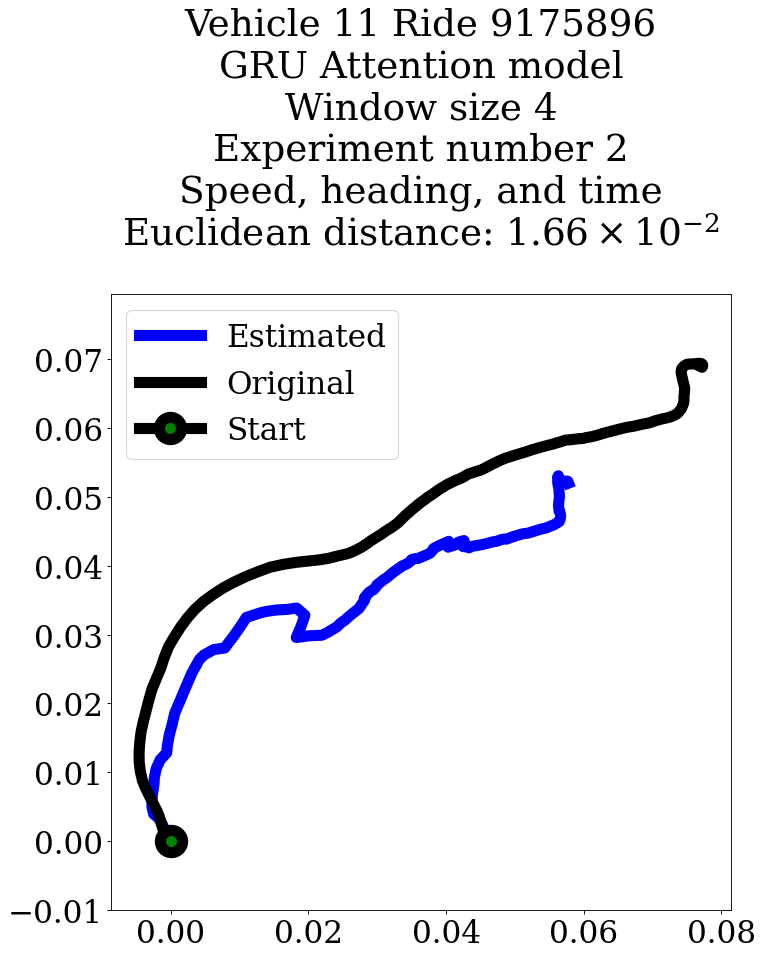 Vehicle 11 Ride 9175896
GRU Attention model
Window size 4
Experiment number 2
Speed, heading, and time
Euclidean distance: 1.66 × 10⁻²
Estimated
Original
Start
0.07
0.06
0.05
0.04
0.03
0.02
0.01
0.00
−0.01
0.00 0.02 0.04 0.06 0.08